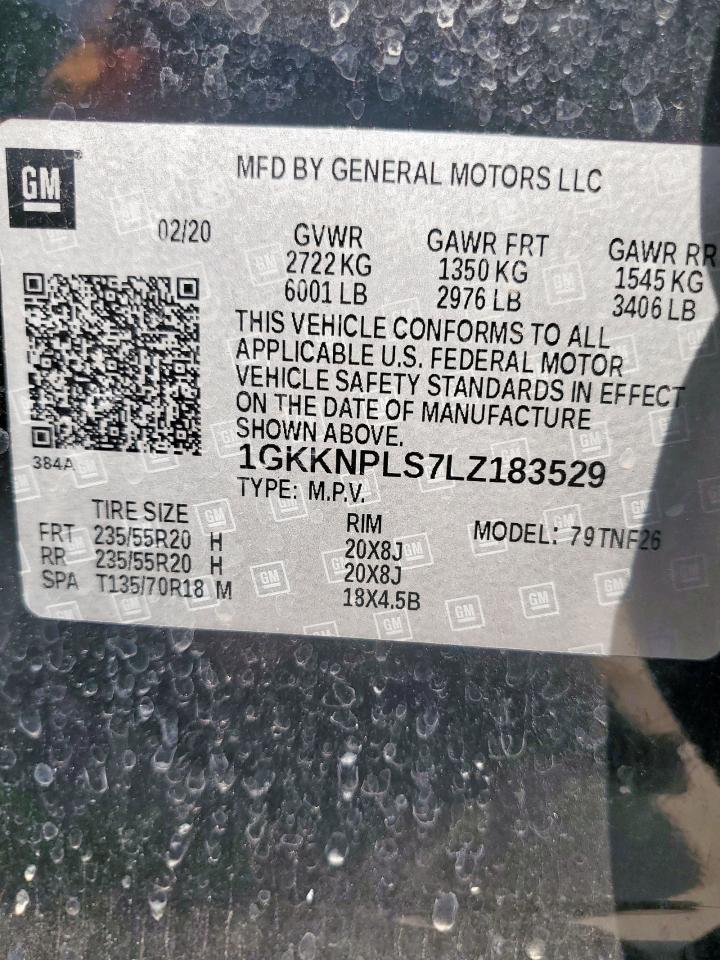 GM
MFD BY GENERAL MOTORS LLC
02/20 GVWR GAWR FRT GAWR RR
2722 KG 1350 KG 1545 KG
6001 LB 2976 LB 3406 LB
THIS VEHICLE CONFORMS TO ALL
APPLICABLE U.S. FEDERAL MOTOR
VEHICLE SAFETY STANDARDS IN EFFECT
ON THE DATE OF MANUFACTURE
SHOWN ABOVE.
384A 1GKKNPLS7LZ183529
TYPE: M.P.V.
TIRE SIZE RIM MODEL: 79TNF26
FRT 235/55R20 H 20X8J
RR 235/55R20 H 20X8J
SPA T135/70R18 M 18X4.5B